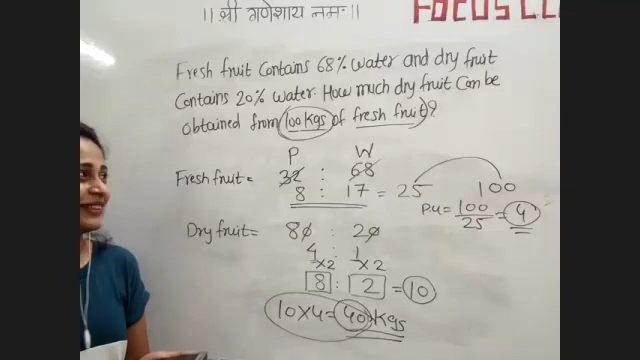 ।। श्री गणेशाय नमः ।।
FOCUS
Fresh fruit Contains 68% Water and dry fruit
Contains 20% Water. How much dry fruit Can be
obtained from 100 Kgs of fresh fruit?
P W
Fresh fruit = 32 : 68
8 : 17 = 25 100
P.U = 100/25 = 4
Dry fruit = 80 : 20
4 : 1
×2 ×2
8 : 2 = 10
10×4 = 40 Kgs